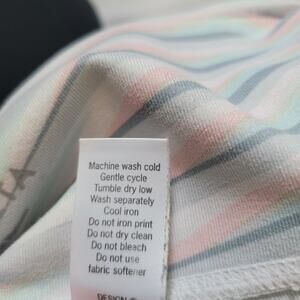 Machine wash cold
Gentle cycle
Tumble dry low
Wash separately
Cool iron
Do not iron print
Do not dry clean
Do not bleach
Do not use
fabric softener
DESIGN ©